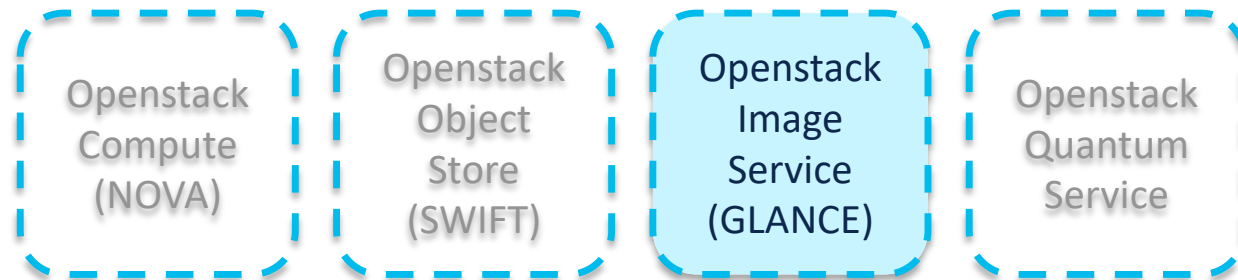 Openstack
Compute
(NOVA)
Openstack
Object
Store
(SWIFT)
Openstack
Image
Service
(GLANCE)
Openstack
Quantum
Service